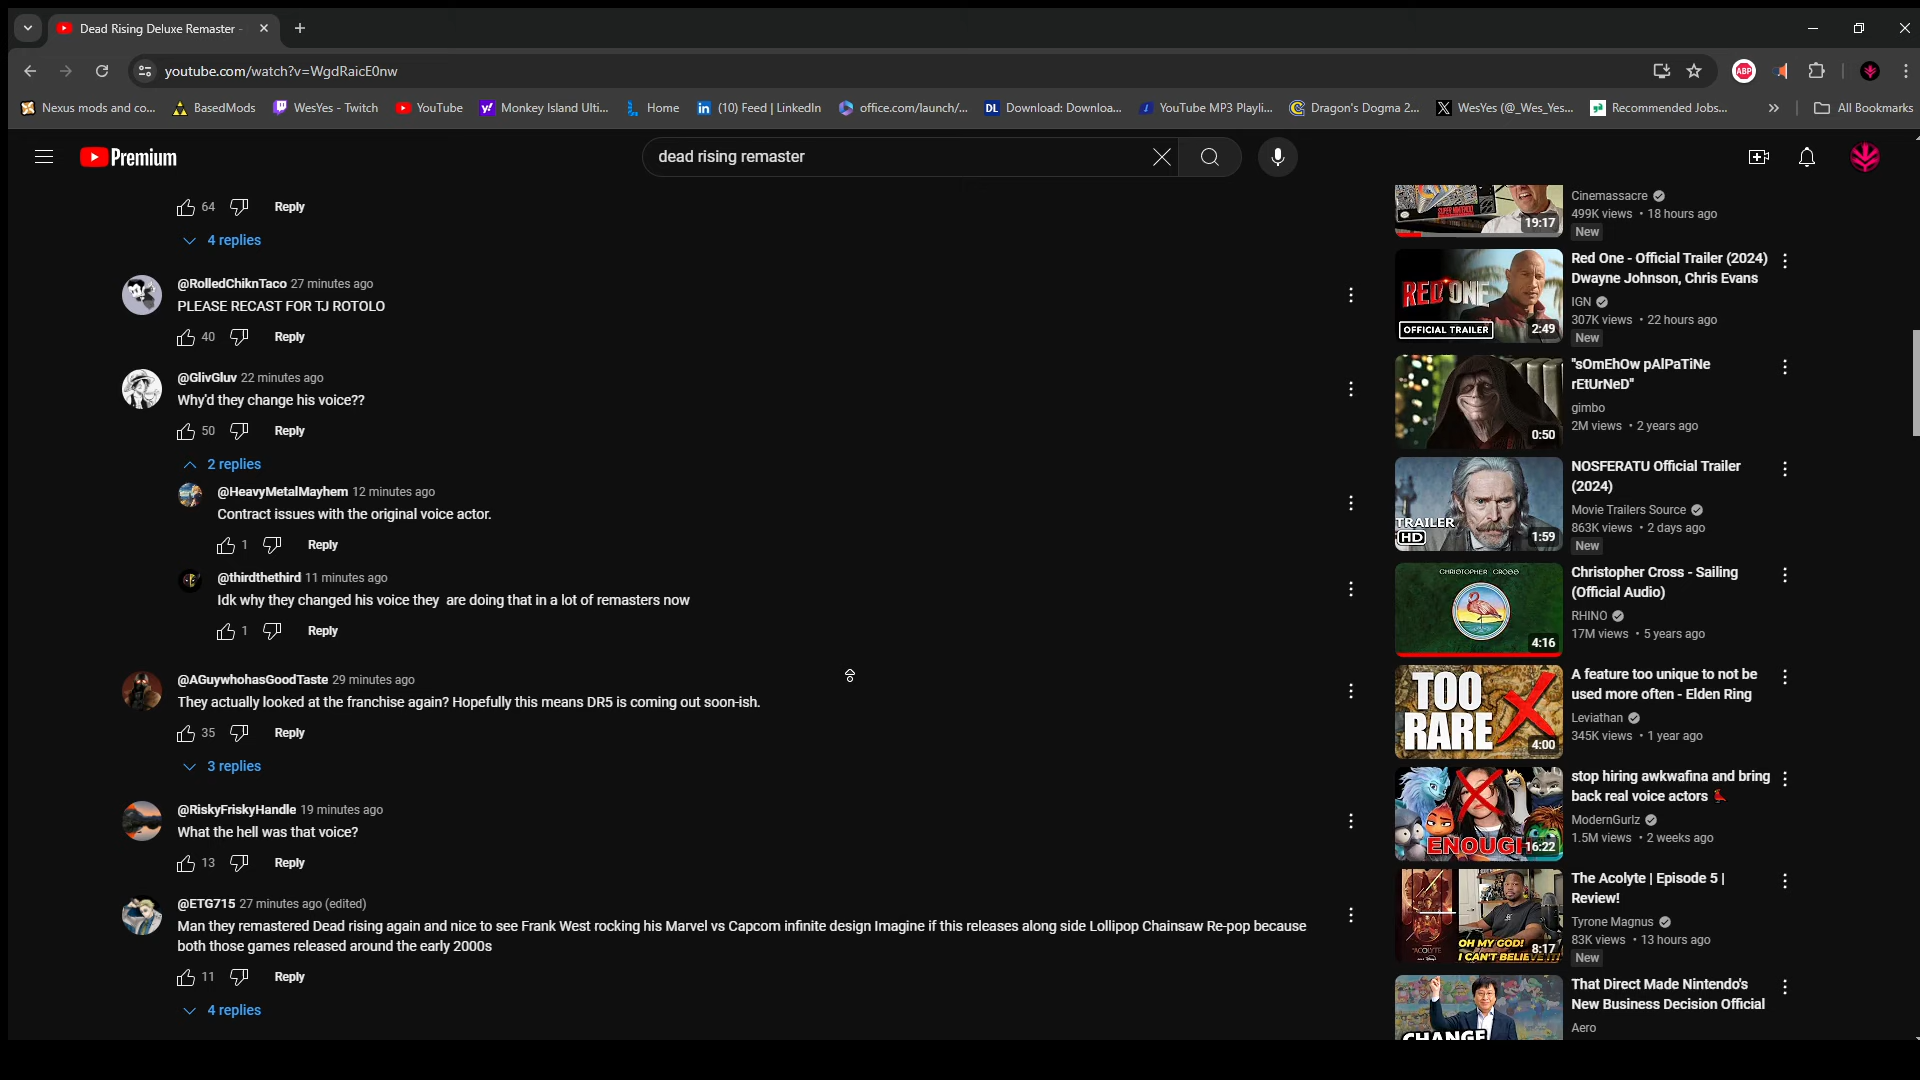 Dead Rising Deluxe Remaster -
youtube.com/watch?v=WgdRaicE0nw
ABP
Nexus mods and co...
BasedMods
WesYes - Twitch
YouTube
Monkey Island Ulti...
Home
(10) Feed | LinkedIn
office.com/launch/...
DL Download: Downloa...
YouTube MP3 Playli...
Dragon's Dogma 2...
WesYes (@_Wes_Yes...
Recommended Jobs...
All Bookmarks
Premium
dead rising remaster
64 Reply
4 replies
@RolledChiknTaco 27 minutes ago
PLEASE RECAST FOR TJ ROTOLO
40 Reply
@GlivGluv 22 minutes ago
Why'd they change his voice??
50 Reply
2 replies
@HeavyMetalMayhem 12 minutes ago
Contract issues with the original voice actor.
1 Reply
@thirdthethird 11 minutes ago
Idk why they changed his voice they are doing that in a lot of remasters now
1 Reply
@AGuywhohasGoodTaste 29 minutes ago
They actually looked at the franchise again? Hopefully this means DR5 is coming out soon-ish.
35 Reply
3 replies
@RiskyFriskyHandle 19 minutes ago
What the hell was that voice?
13 Reply
@ETG715 27 minutes ago (edited)
Man they remastered Dead rising again and nice to see Frank West rocking his Marvel vs Capcom infinite design Imagine if this releases along side Lollipop Chainsaw Re-pop because
both those games released around the early 2000s
11 Reply
4 replies
19:17
Cinemassacre
499K views • 18 hours ago
New
RED ONE
OFFICIAL TRAILER
2:49
Red One - Official Trailer (2024)
Dwayne Johnson, Chris Evans
IGN
307K views • 22 hours ago
New
0:50
"sOmEhOw pAlPaTiNe
rEtUrNeD"
gimbo
2M views • 2 years ago
TRAILER
HD
1:59
NOSFERATU Official Trailer
(2024)
Movie Trailers Source
863K views • 2 days ago
New
CHRISTOPHER CROSS
4:16
Christopher Cross - Sailing
(Official Audio)
RHINO
17M views • 5 years ago
TOO
RARE
4:00
A feature too unique to not be
used more often - Elden Ring
Leviathan
345K views • 1 year ago
ENOUGH
16:22
stop hiring awkwafina and bring
back real voice actors
ModernGurlz
1.5M views • 2 weeks ago
OH MY GOD!
I CAN'T BELIEVE IT!
8:17
The Acolyte | Episode 5 |
Review!
Tyrone Magnus
83K views • 13 hours ago
New
CHANGE
That Direct Made Nintendo's
New Business Decision Official
Aero